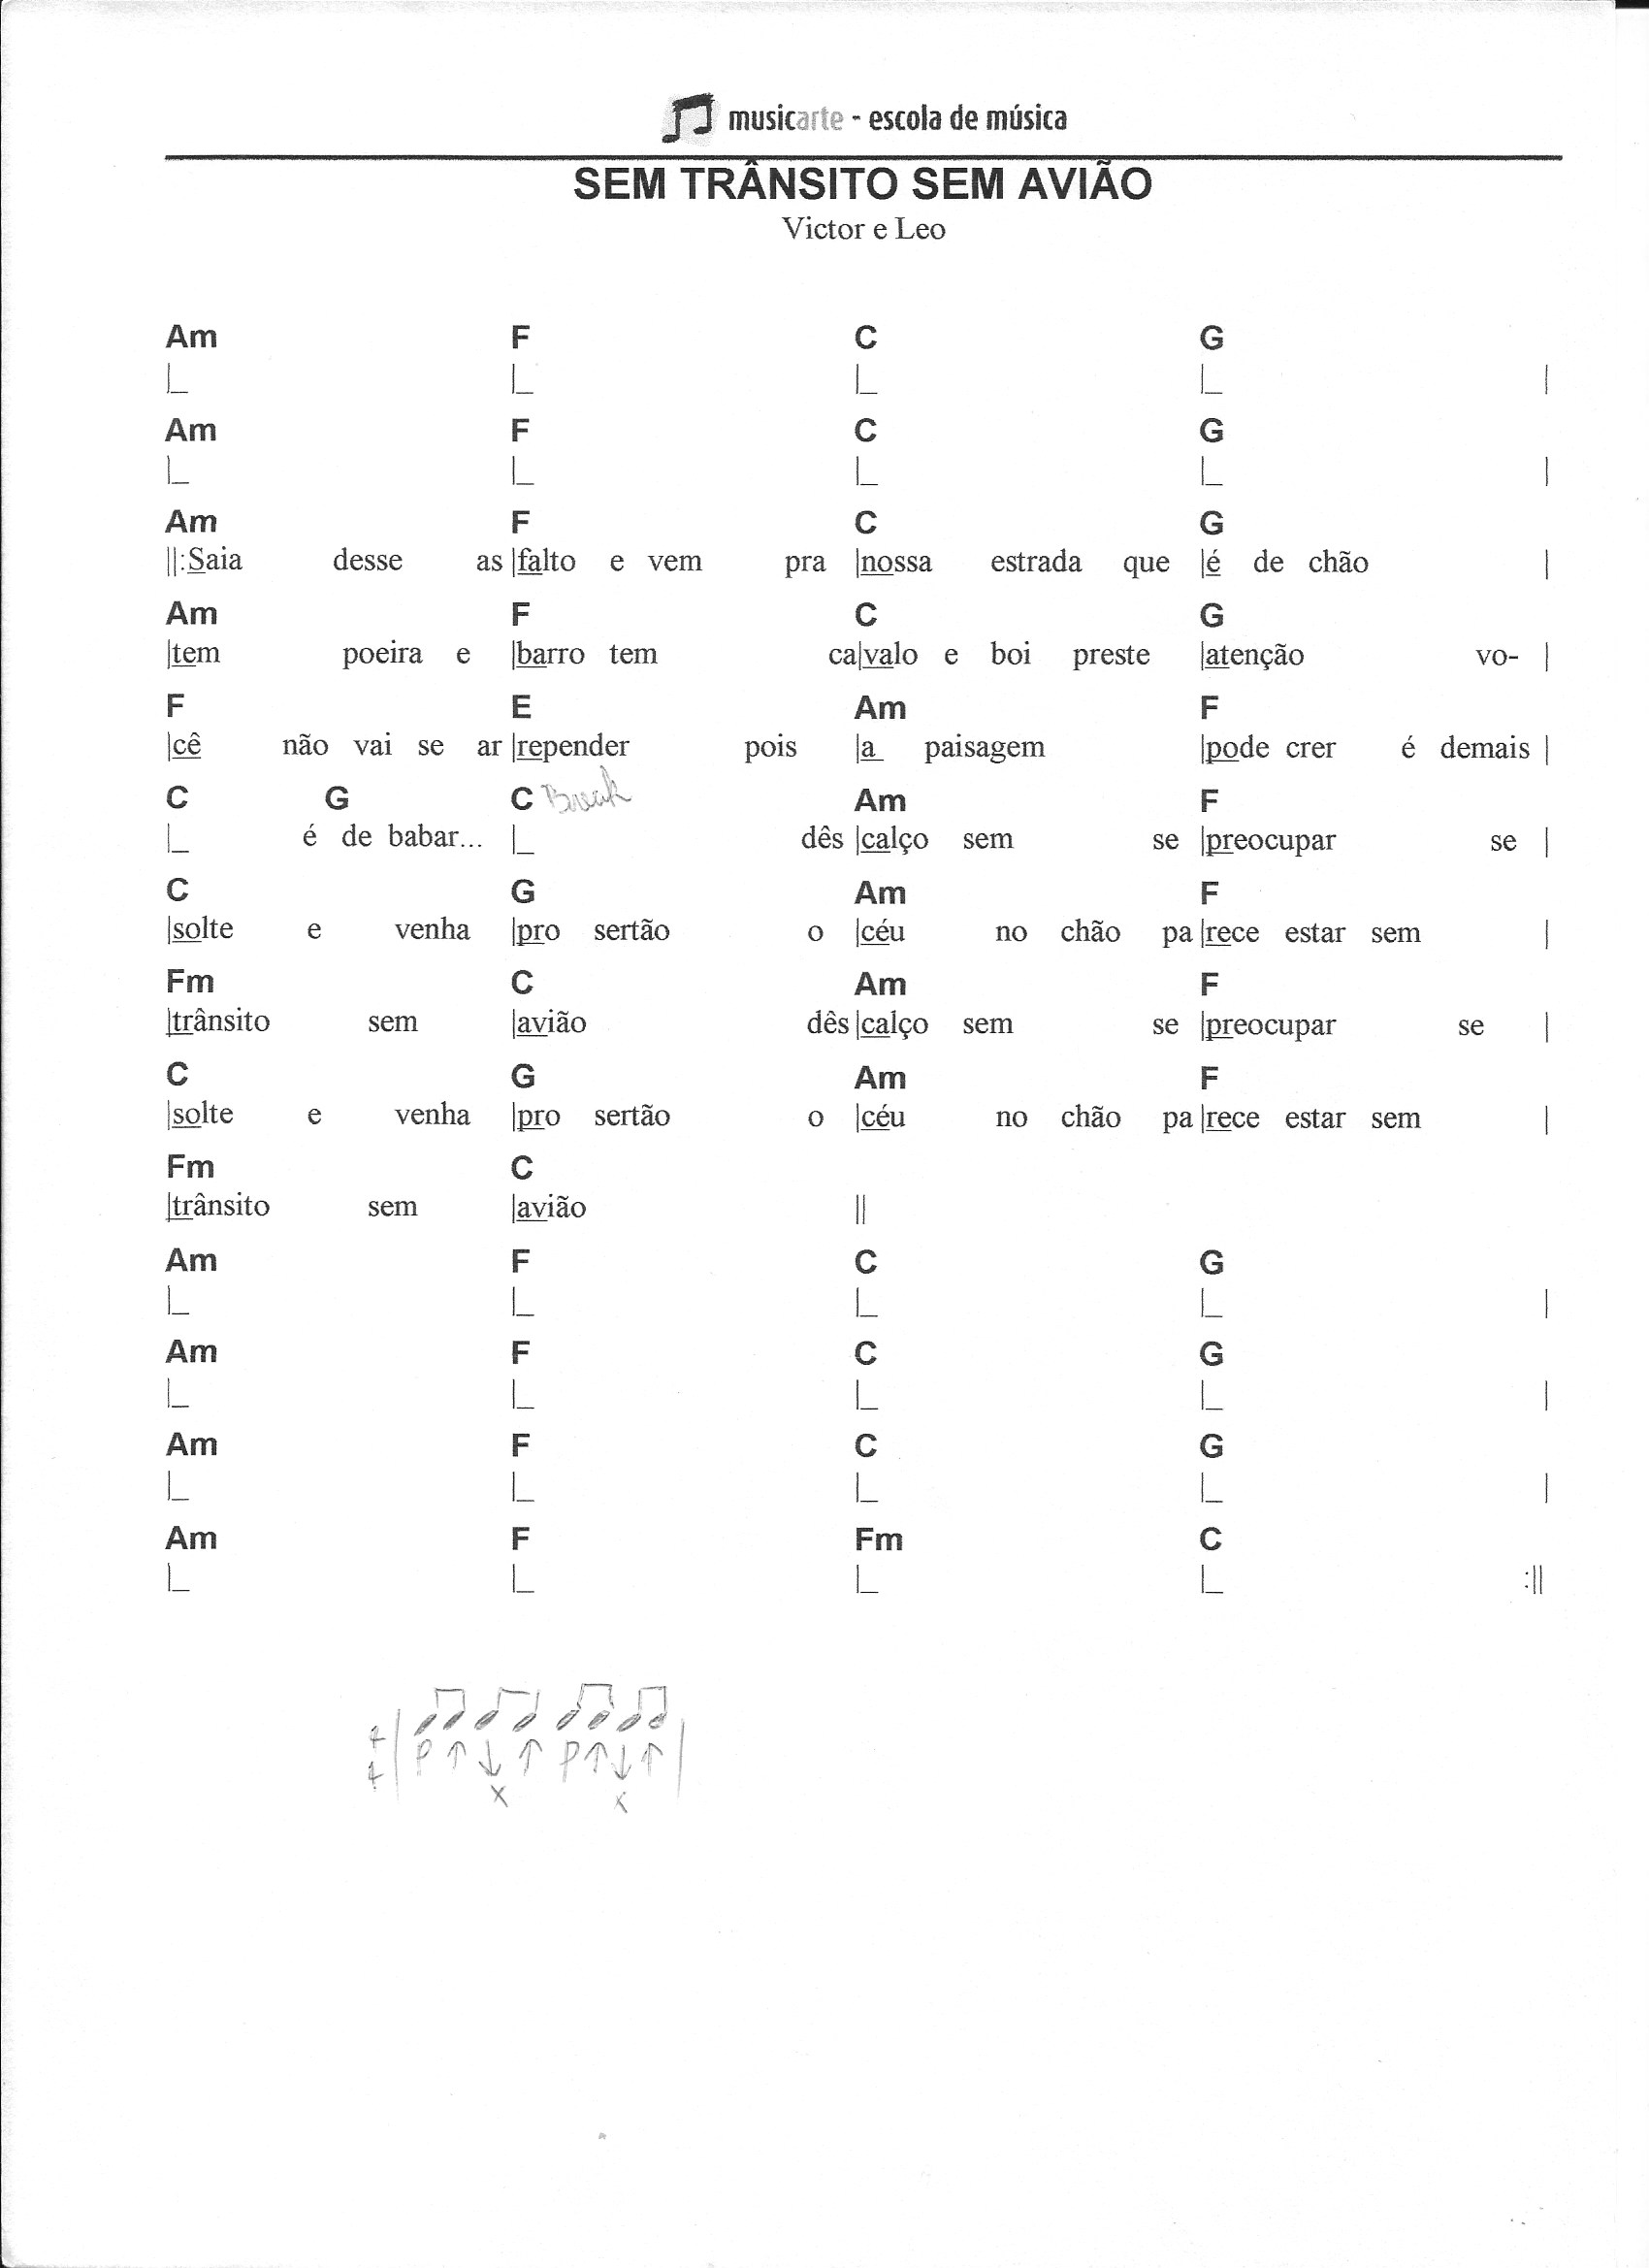 musicarte - escola de música
SEM TRÂNSITO SEM AVIÃO
Victor e Leo
Am F C G
|_ |_ |_ |_ |
Am F C G
|_ |_ |_ |_ |
Am F C G
||:Saia desse as |falto e vem pra |nossa estrada que |é de chão |
Am F C G
|tem poeira e |barro tem ca|valo e boi preste |atenção vo- |
F E Am F
|cê não vai se ar |repender pois |a paisagem |pode crer é demais |
C G C Break Am F
|_ é de babar... |_ dês |calço sem se |preocupar se |
C G Am F
|solte e venha |pro sertão o |céu no chão pa |rece estar sem |
Fm C Am F
|trânsito sem |avião dês |calço sem se |preocupar se |
C G Am F
|solte e venha |pro sertão o |céu no chão pa |rece estar sem |
Fm C
|trânsito sem |avião ||
Am F C G
|_ |_ |_ |_ |
Am F C G
|_ |_ |_ |_ |
Am F C G
|_ |_ |_ |_ |
Am F Fm C
|_ |_ |_ |_ :||
4
4 | P ↑ ↓ ↑ P ↑ ↓ ↑ |
x x